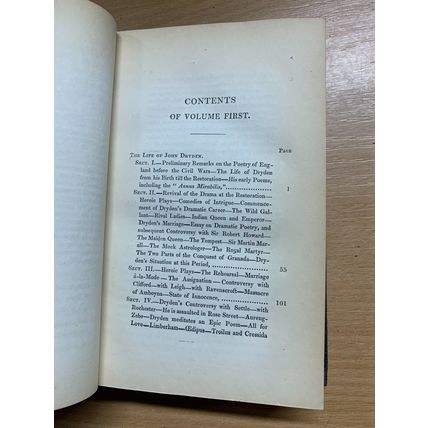 CONTENTS
OF VOLUME FIRST.
PAGE
THE LIFE OF JOHN DRYDEN.
SECT. I.—Preliminary Remarks on the Poetry of Eng-
land before the Civil Wars—The Life of Dryden
from his Birth till the Restoration—His early Poems,
including the "Annus Mirabilis,"..................... 1
SECT. II.—Revival of the Drama at the Restoration—
Heroic Plays—Comedies of Intrigue—Commence-
ment of Dryden's Dramatic Career—The Wild Gal-
lant—Rival Ladies—Indian Queen and Emperor—
Dryden's Marriage—Essay on Dramatic Poetry, and
subsequent Controversy with Sir Robert Howard—
The Maiden Queen—The Tempest—Sir Martin Mar-
all—The Mock Astrologer—The Royal Martyr—
The Two Parts of the Conquest of Granada—Dry-
den's Situation at this Period,..................... 55
SECT. III.—Heroic Plays—The Rehearsal—Marriage
à-la-Mode—The Assignation—Controversy with
Clifford—with Leigh—with Ravenscroft—Massacre
of Amboyna—State of Innocence,..................... 101
SECT. IV.—Dryden's Controversy with Settle—with
Rochester—He is assaulted in Rose Street—Aureng-
Zebe—Dryden meditates an Epic Poem—All for
Love—Limberham—Œdipus—Troilus and Cressida